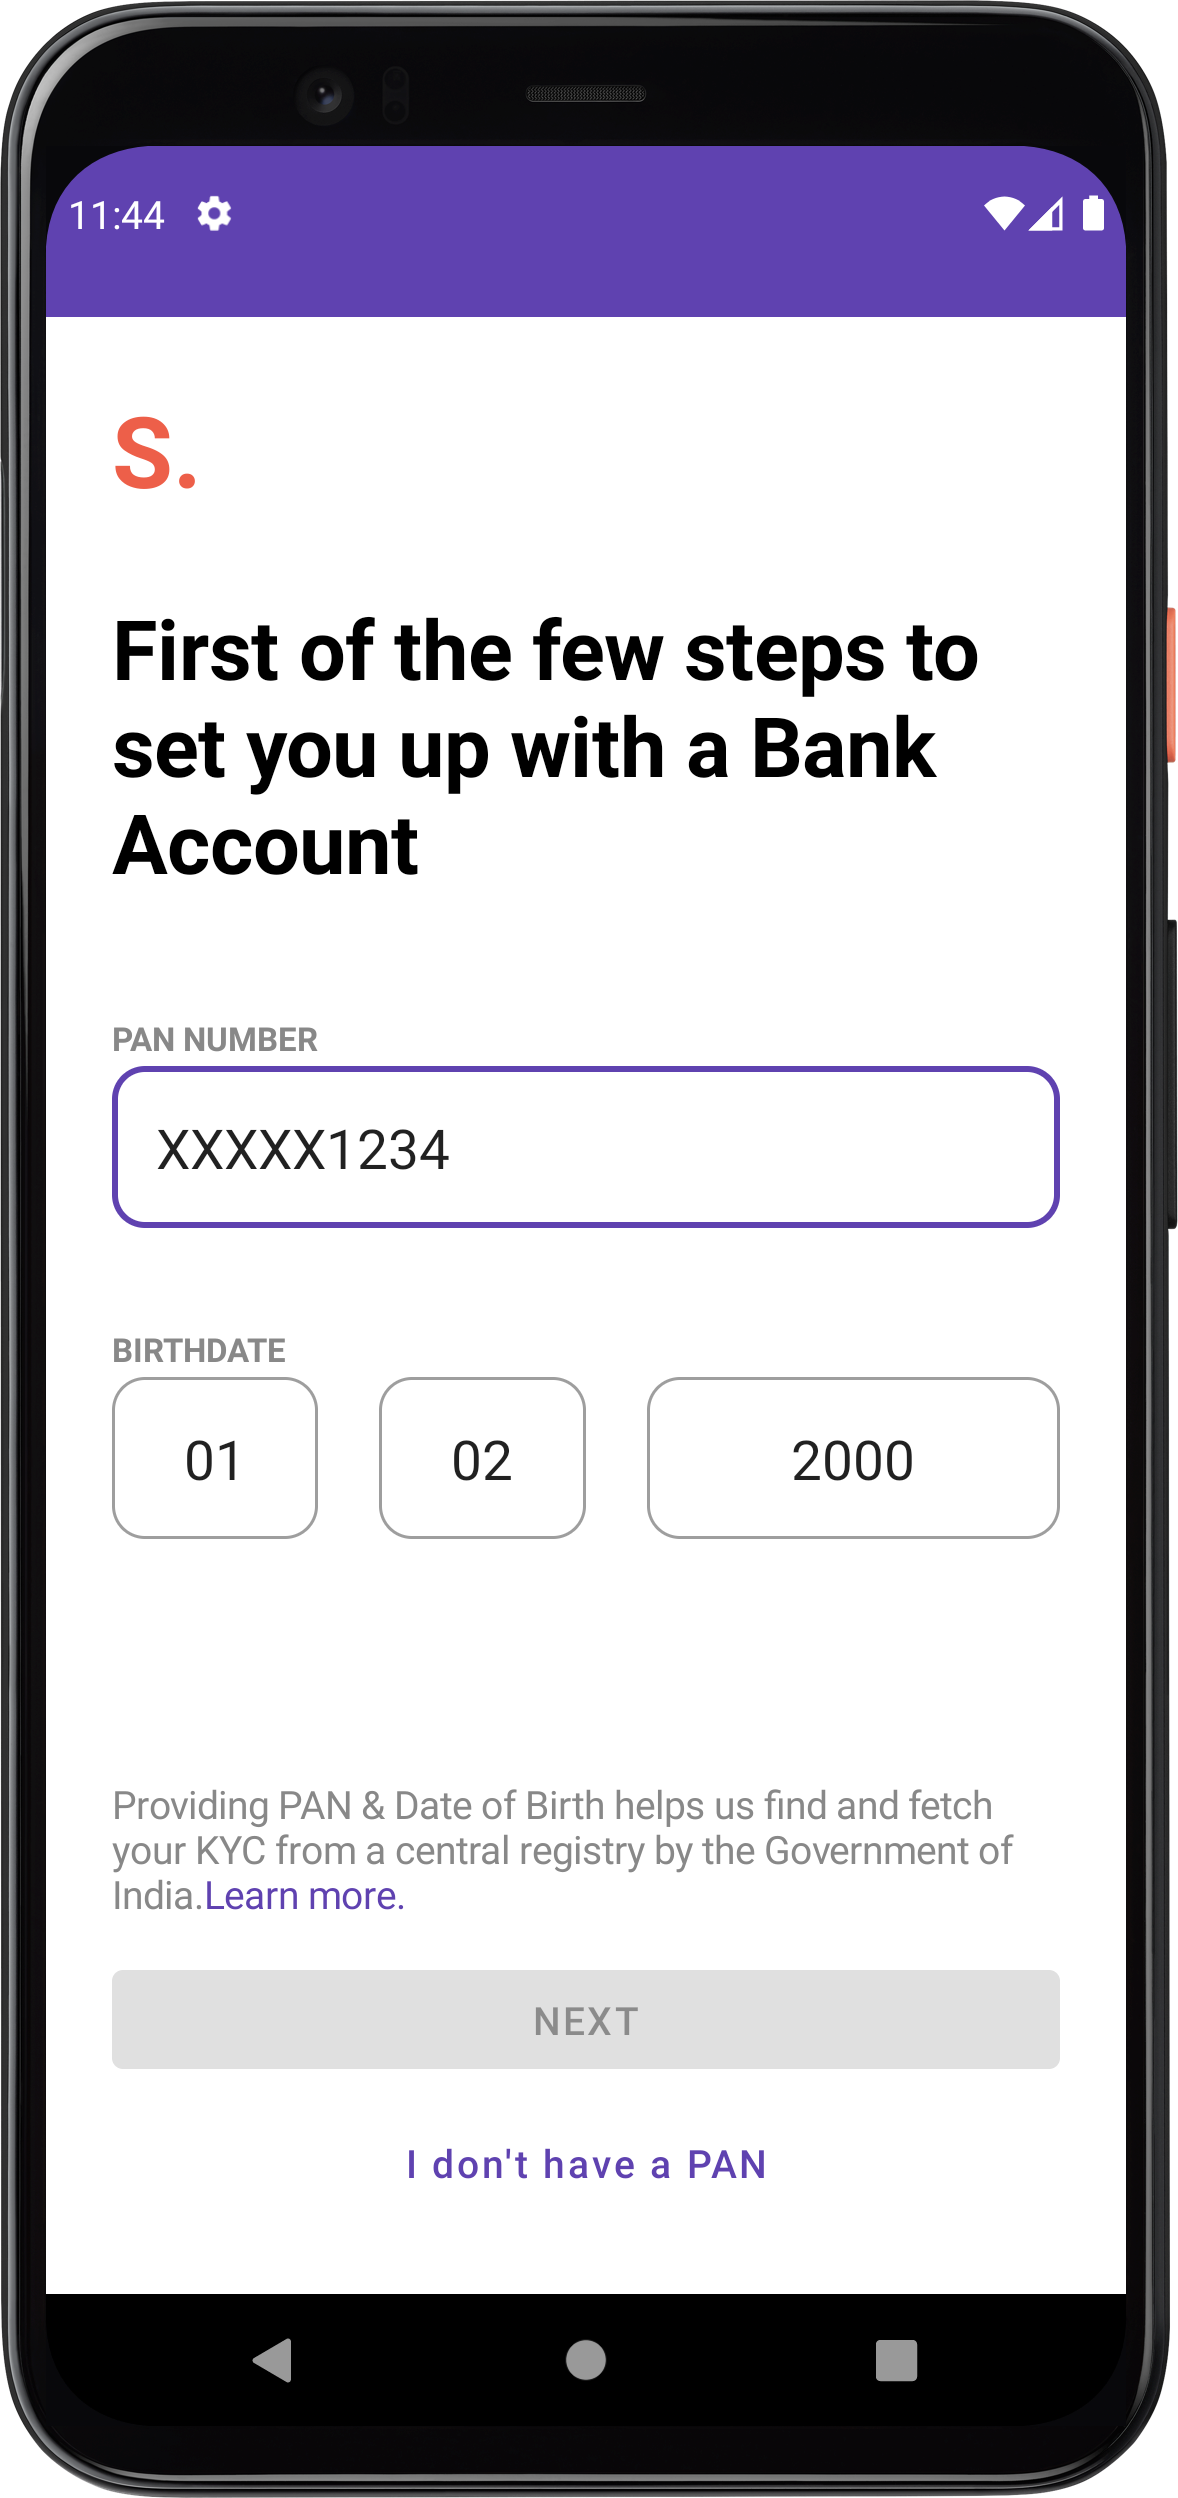 11:44
S.
First of the few steps to
set you up with a Bank
Account
PAN NUMBER
XXXXX1234
BIRTHDATE
01 02 2000
Providing PAN & Date of Birth helps us find and fetch
your KYC from a central registry by the Government of
India.Learn more.
NEXT
I don't have a PAN